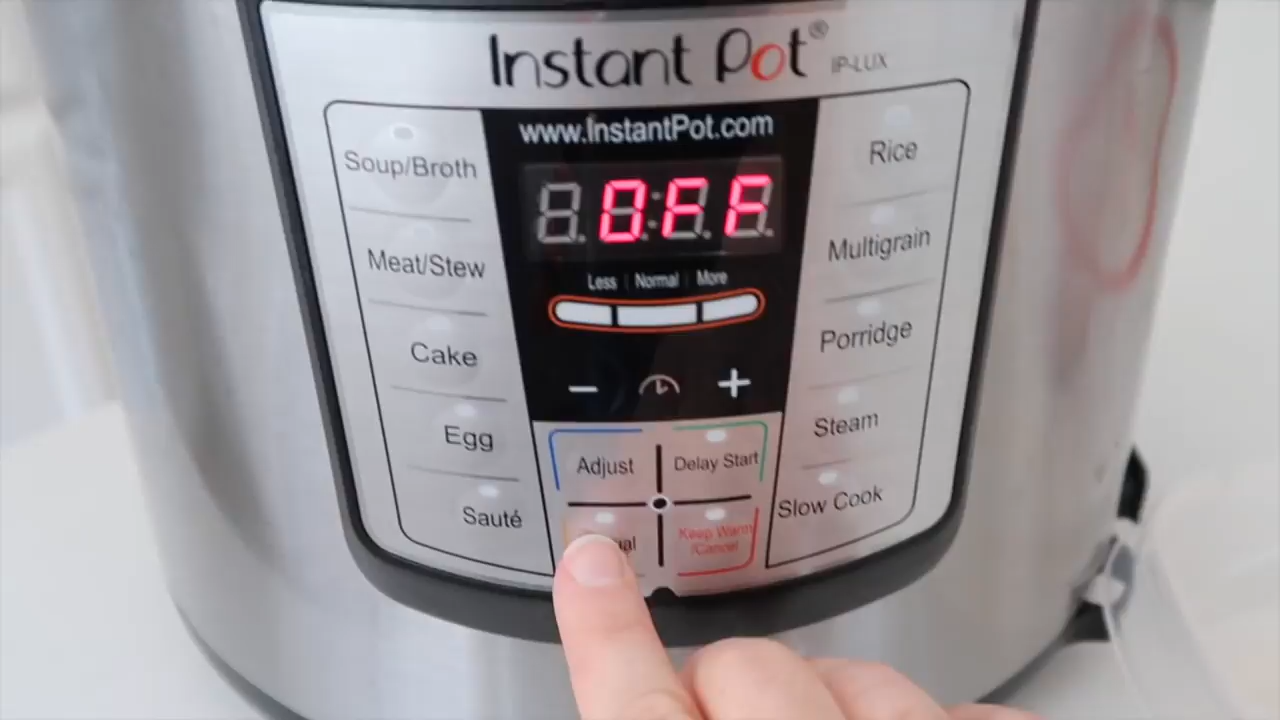 Instant Pot® IP-LUX
www.InstantPot.com
OFF
Less Normal More
− +
Soup/Broth
Meat/Stew
Cake
Egg
Sauté
Rice
Multigrain
Porridge
Steam
Slow Cook
Adjust
Delay Start
Keep Warm
/Cancel